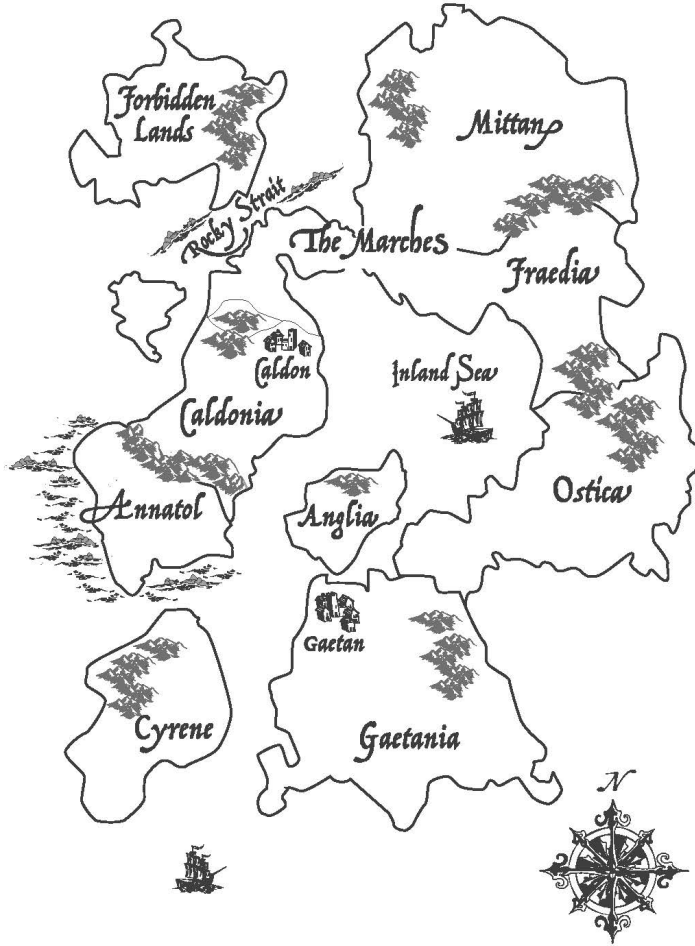 Forbidden
Lands
Mittan
Rocky Strait
The Marches
Fraedia
Caldon
Inland Sea
Caldonia
Ostica
Annatol
Anglia
Gaetan
Cyrene
Gaetania
N